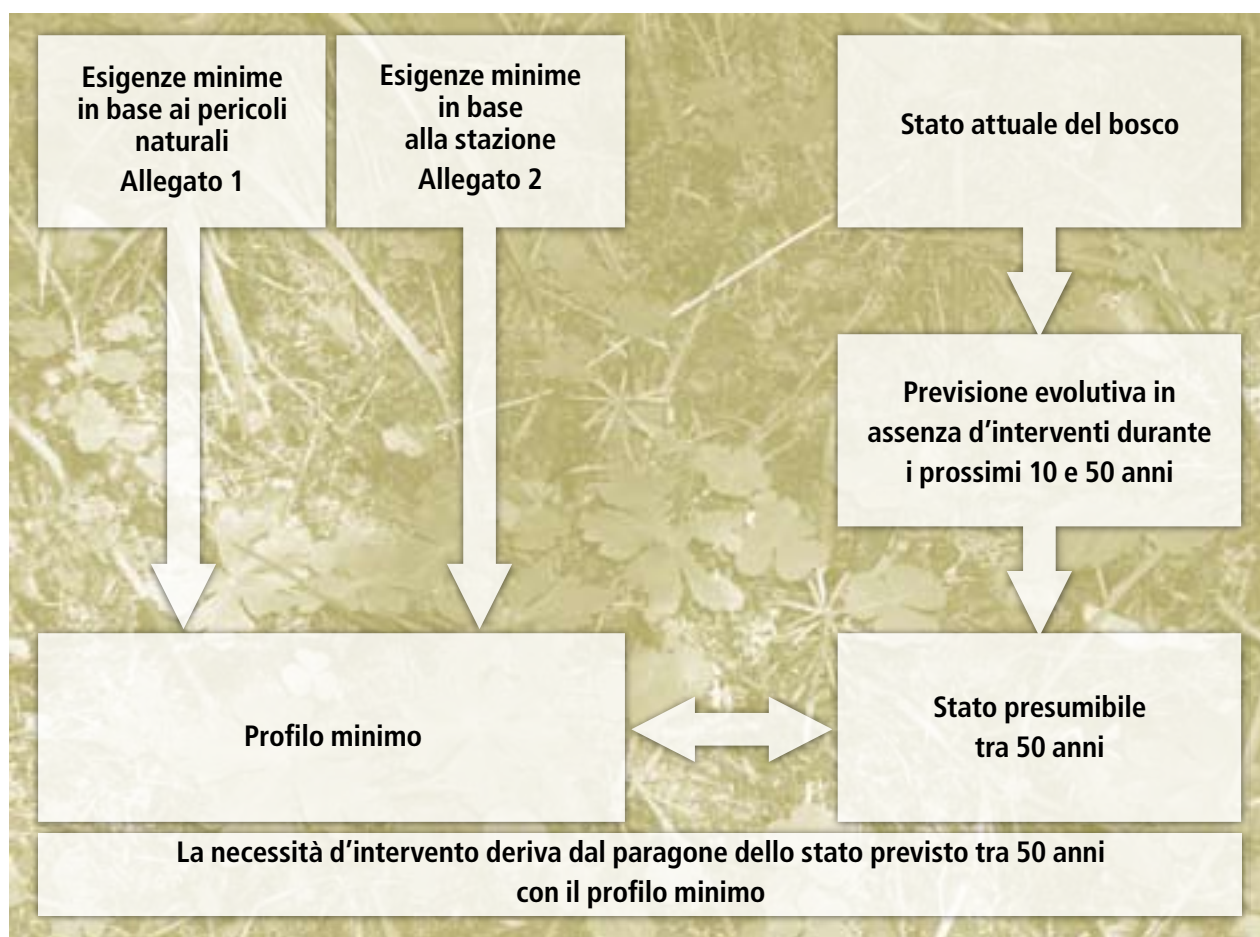 Esigenze minime
in base ai pericoli
naturali
Allegato 1
Esigenze minime
in base
alla stazione
Allegato 2
Stato attuale del bosco
Previsione evolutiva in
assenza d’interventi durante
i prossimi 10 e 50 anni
Profilo minimo
Stato presumibile
tra 50 anni
La necessità d’intervento deriva dal paragone dello stato previsto tra 50 anni
con il profilo minimo